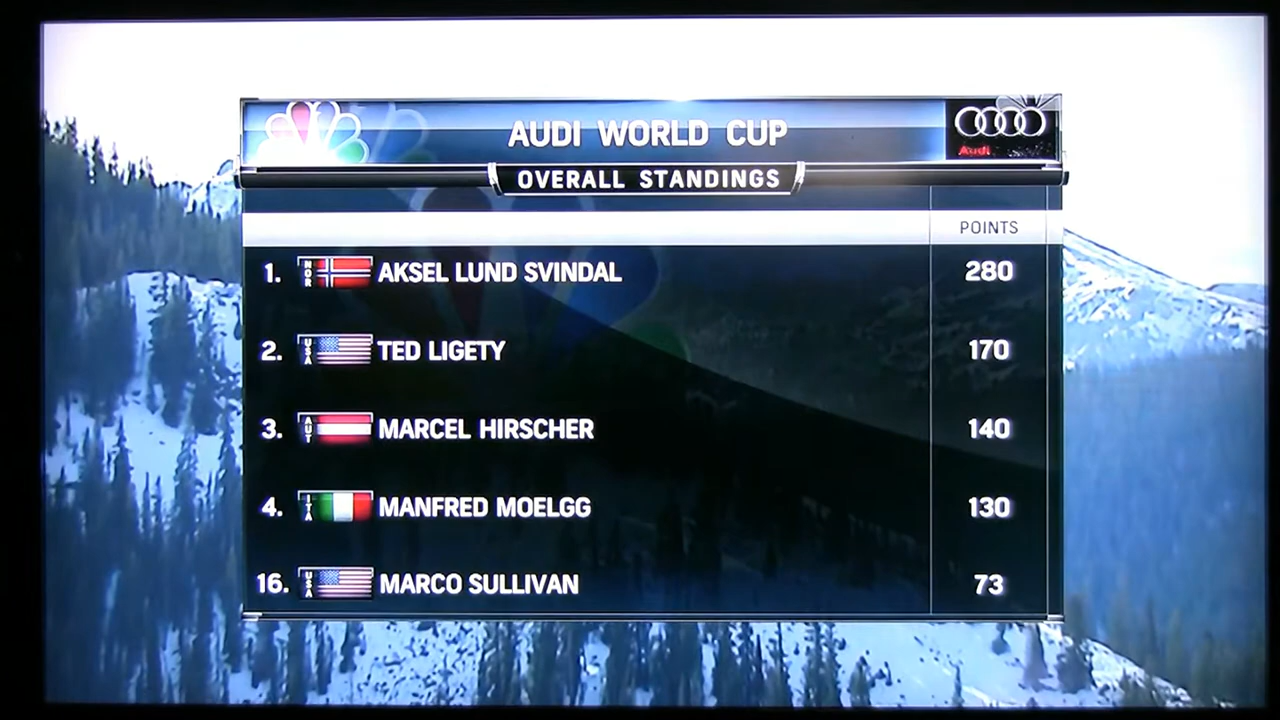 AUDI WORLD CUP
Audi
OVERALL STANDINGS
POINTS
1. NOR AKSEL LUND SVINDAL 280
2. USA TED LIGETY 170
3. AUT MARCEL HIRSCHER 140
4. ITA MANFRED MOELGG 130
16. USA MARCO SULLIVAN 73